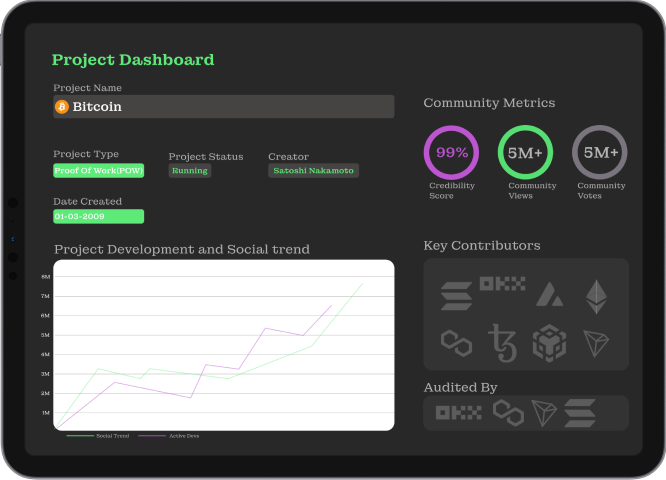 Project Dashboard
Project Name
Bitcoin
Project Type
Project Status
Creator
Proof Of Work(POW)
Running
Satoshi Nakamoto
Date Created
01-03-2009
Project Development and Social trend
8M
7M
6M
5M
4M
3M
2M
1M
Social Trend
Active Devs
Community Metrics
99%
5M+
5M+
Credibility
Score
Community
Views
Community
Votes
Key Contributors
OKX
Audited By
OKX